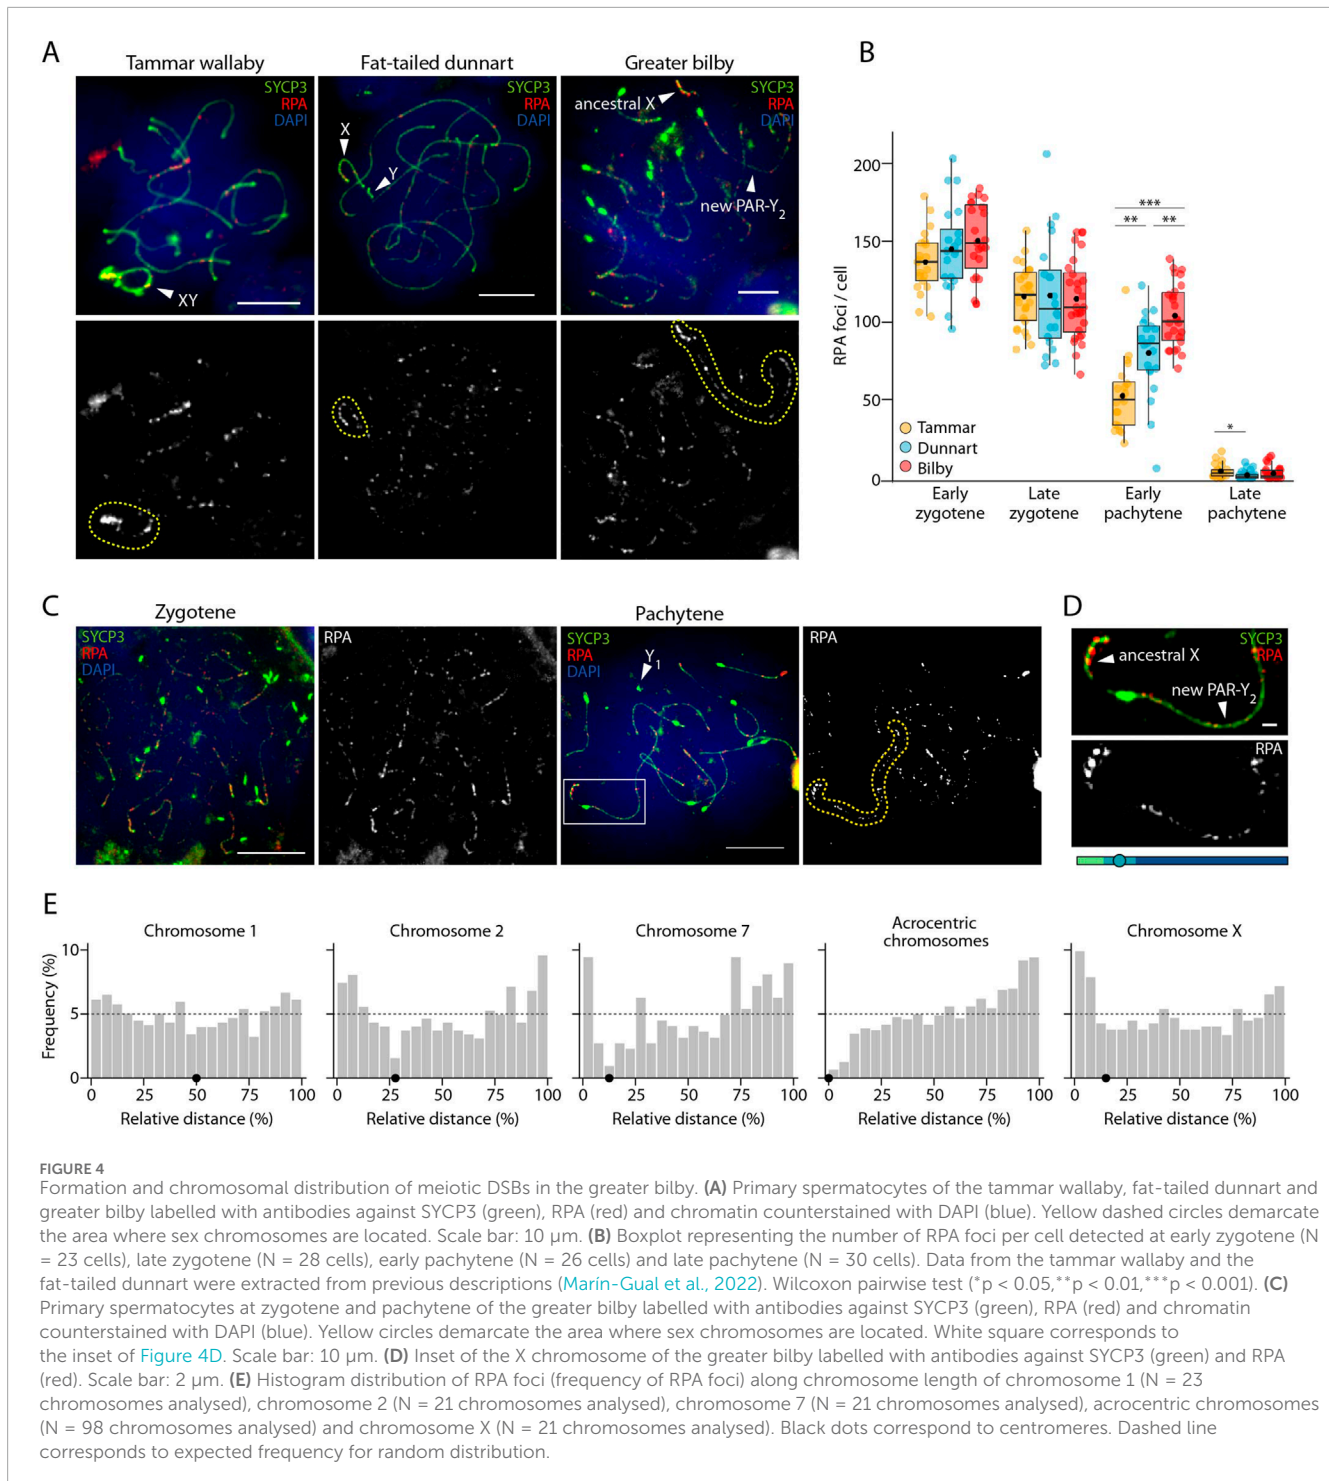 A
Tammar wallaby
Fat-tailed dunnart
Greater bilby
SYCP3
RPA
DAPI
XY
SYCP3
RPA
DAPI
X
Y
SYCP3
RPA
DAPI
ancestral X
new PAR-Y2
B
RPA foci / cell
200
150
100
50
0
***
**
**
*
Tammar
Dunnart
Bilby
Early zygotene
Late zygotene
Early pachytene
Late pachytene
C
Zygotene
Pachytene
SYCP3
RPA
DAPI
RPA
SYCP3
RPA
DAPI
Y1
RPA
D
SYCP3
RPA
ancestral X
new PAR-Y2
RPA
E
Chromosome 1
Chromosome 2
Chromosome 7
Acrocentric chromosomes
Chromosome X
Frequency (%)
10
5
0
0 25 50 75 100
Relative distance (%)
0 25 50 75 100
Relative distance (%)
0 25 50 75 100
Relative distance (%)
0 25 50 75 100
Relative distance (%)
0 25 50 75 100
Relative distance (%)
FIGURE 4
Formation and chromosomal distribution of meiotic DSBs in the greater bilby. (A) Primary spermatocytes of the tammar wallaby, fat-tailed dunnart and
greater bilby labelled with antibodies against SYCP3 (green), RPA (red) and chromatin counterstained with DAPI (blue). Yellow dashed circles demarcate
the area where sex chromosomes are located. Scale bar: 10 µm. (B) Boxplot representing the number of RPA foci per cell detected at early zygotene (N
= 23 cells), late zygotene (N = 28 cells), early pachytene (N = 26 cells) and late pachytene (N = 30 cells). Data from the tammar wallaby and the
fat-tailed dunnart were extracted from previous descriptions (Marín-Gual et al., 2022). Wilcoxon pairwise test (*p < 0.05,**p < 0.01,***p < 0.001). (C)
Primary spermatocytes at zygotene and pachytene of the greater bilby labelled with antibodies against SYCP3 (green), RPA (red) and chromatin
counterstained with DAPI (blue). Yellow circles demarcate the area where sex chromosomes are located. White square corresponds to
the inset of Figure 4D. Scale bar: 10 µm. (D) Inset of the X chromosome of the greater bilby labelled with antibodies against SYCP3 (green) and RPA
(red). Scale bar: 2 µm. (E) Histogram distribution of RPA foci (frequency of RPA foci) along chromosome length of chromosome 1 (N = 23
chromosomes analysed), chromosome 2 (N = 21 chromosomes analysed), chromosome 7 (N = 21 chromosomes analysed), acrocentric chromosomes
(N = 98 chromosomes analysed) and chromosome X (N = 21 chromosomes analysed). Black dots correspond to centromeres. Dashed line
corresponds to expected frequency for random distribution.